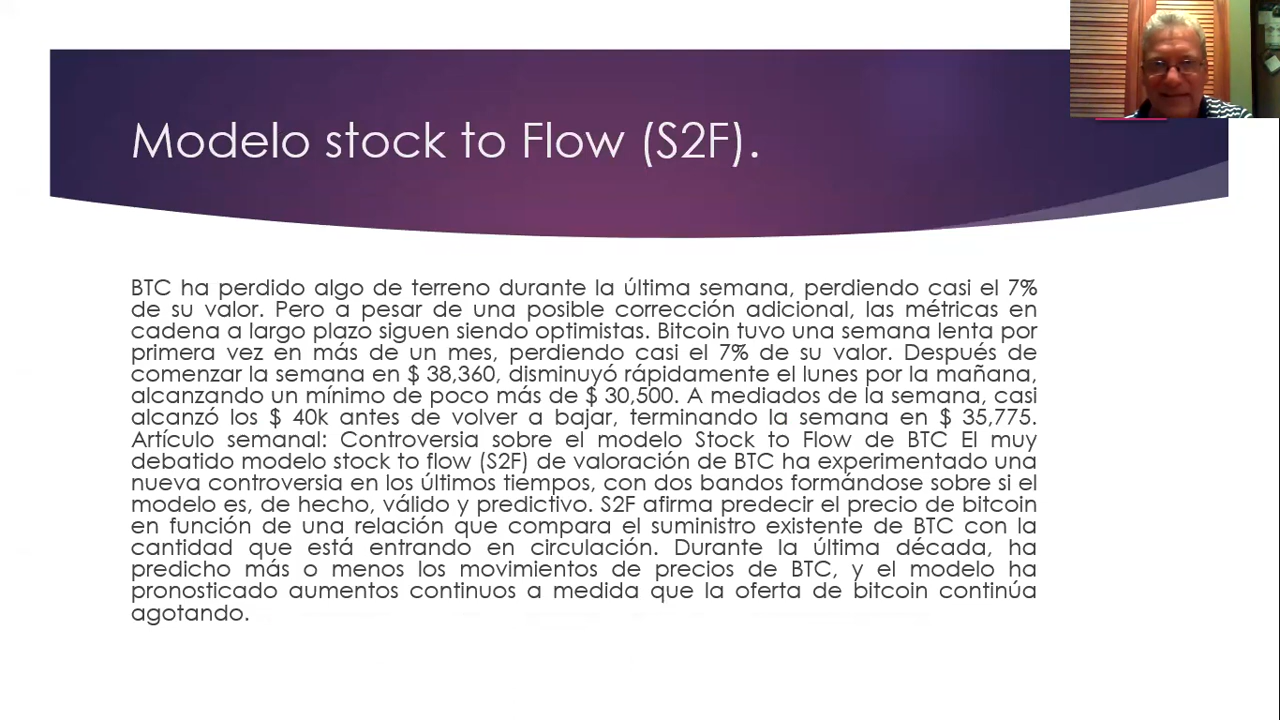 Modelo stock to Flow (S2F).
BTC ha perdido algo de terreno durante la última semana, perdiendo casi el 7%
de su valor. Pero a pesar de una posible corrección adicional, las métricas en
cadena a largo plazo siguen siendo optimistas. Bitcoin tuvo una semana lenta por
primera vez en más de un mes, perdiendo casi el 7% de su valor. Después de
comenzar la semana en $ 38,360, disminuyó rápidamente el lunes por la mañana,
alcanzando un mínimo de poco más de $ 30,500. A mediados de la semana, casi
alcanzó los $ 40k antes de volver a bajar, terminando la semana en $ 35,775.
Artículo semanal: Controversia sobre el modelo Stock to Flow de BTC El muy
debatido modelo stock to flow (S2F) de valoración de BTC ha experimentado una
nueva controversia en los últimos tiempos, con dos bandos formándose sobre si el
modelo es, de hecho, válido y predictivo. S2F afirma predecir el precio de bitcoin
en función de una relación que compara el suministro existente de BTC con la
cantidad que está entrando en circulación. Durante la última década, ha
predicho más o menos los movimientos de precios de BTC, y el modelo ha
pronosticado aumentos continuos a medida que la oferta de bitcoin continúa
agotando.